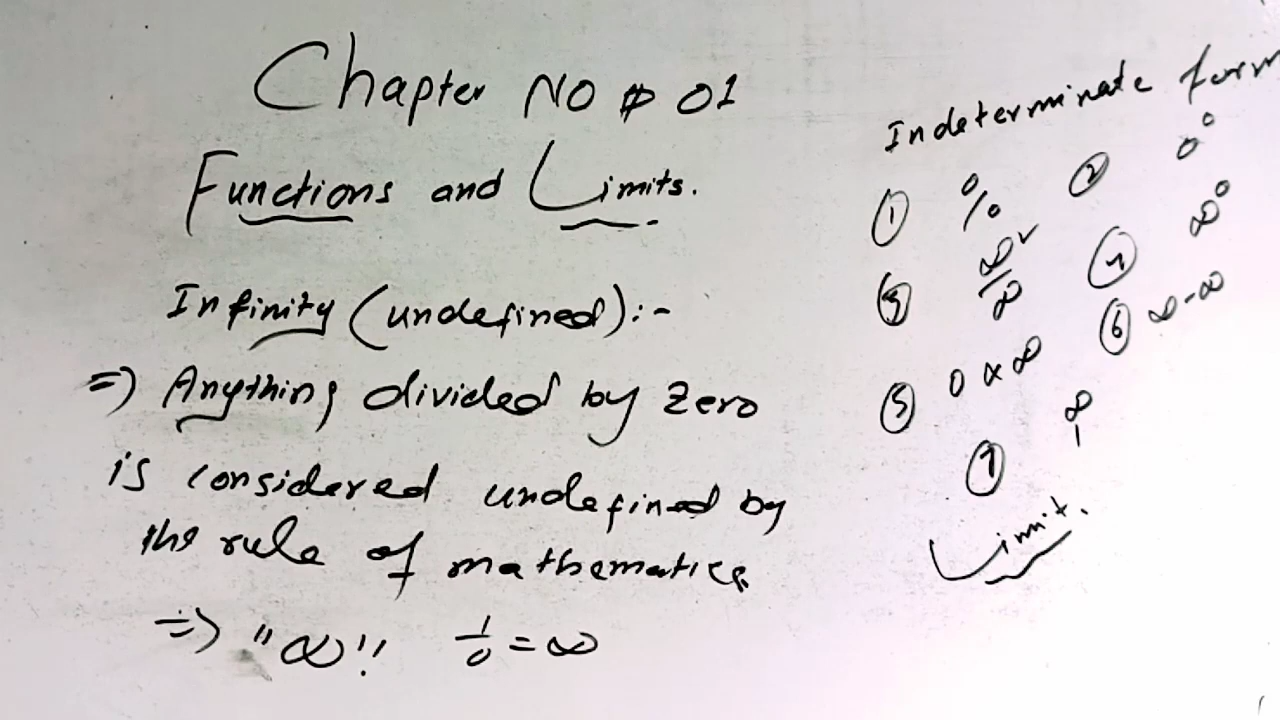 Chapter NO # 01
Functions and Limits.
Infinity (undefined):-
=> Anything divided by zero
is considered undefined by
the rule of mathematics
=> "∞" 1/0 = ∞
Indeterminate form
① 0/0 ② 0⁰
③ ∞/∞ ④ ∞⁰
⑤ 0 × ∞ ⑥ ∞-∞
⑦ 1^∞
Limit.